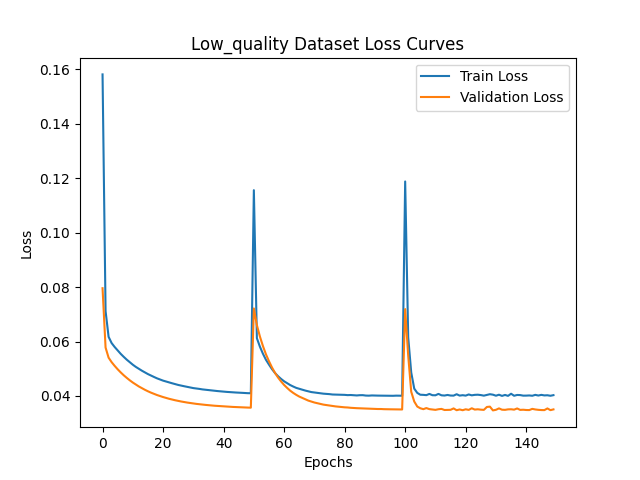 Low_quality Dataset Loss Curves
Train Loss
Validation Loss
Loss
0.16
0.14
0.12
0.10
0.08
0.06
0.04
0 20 40 60 80 100 120 140
Epochs